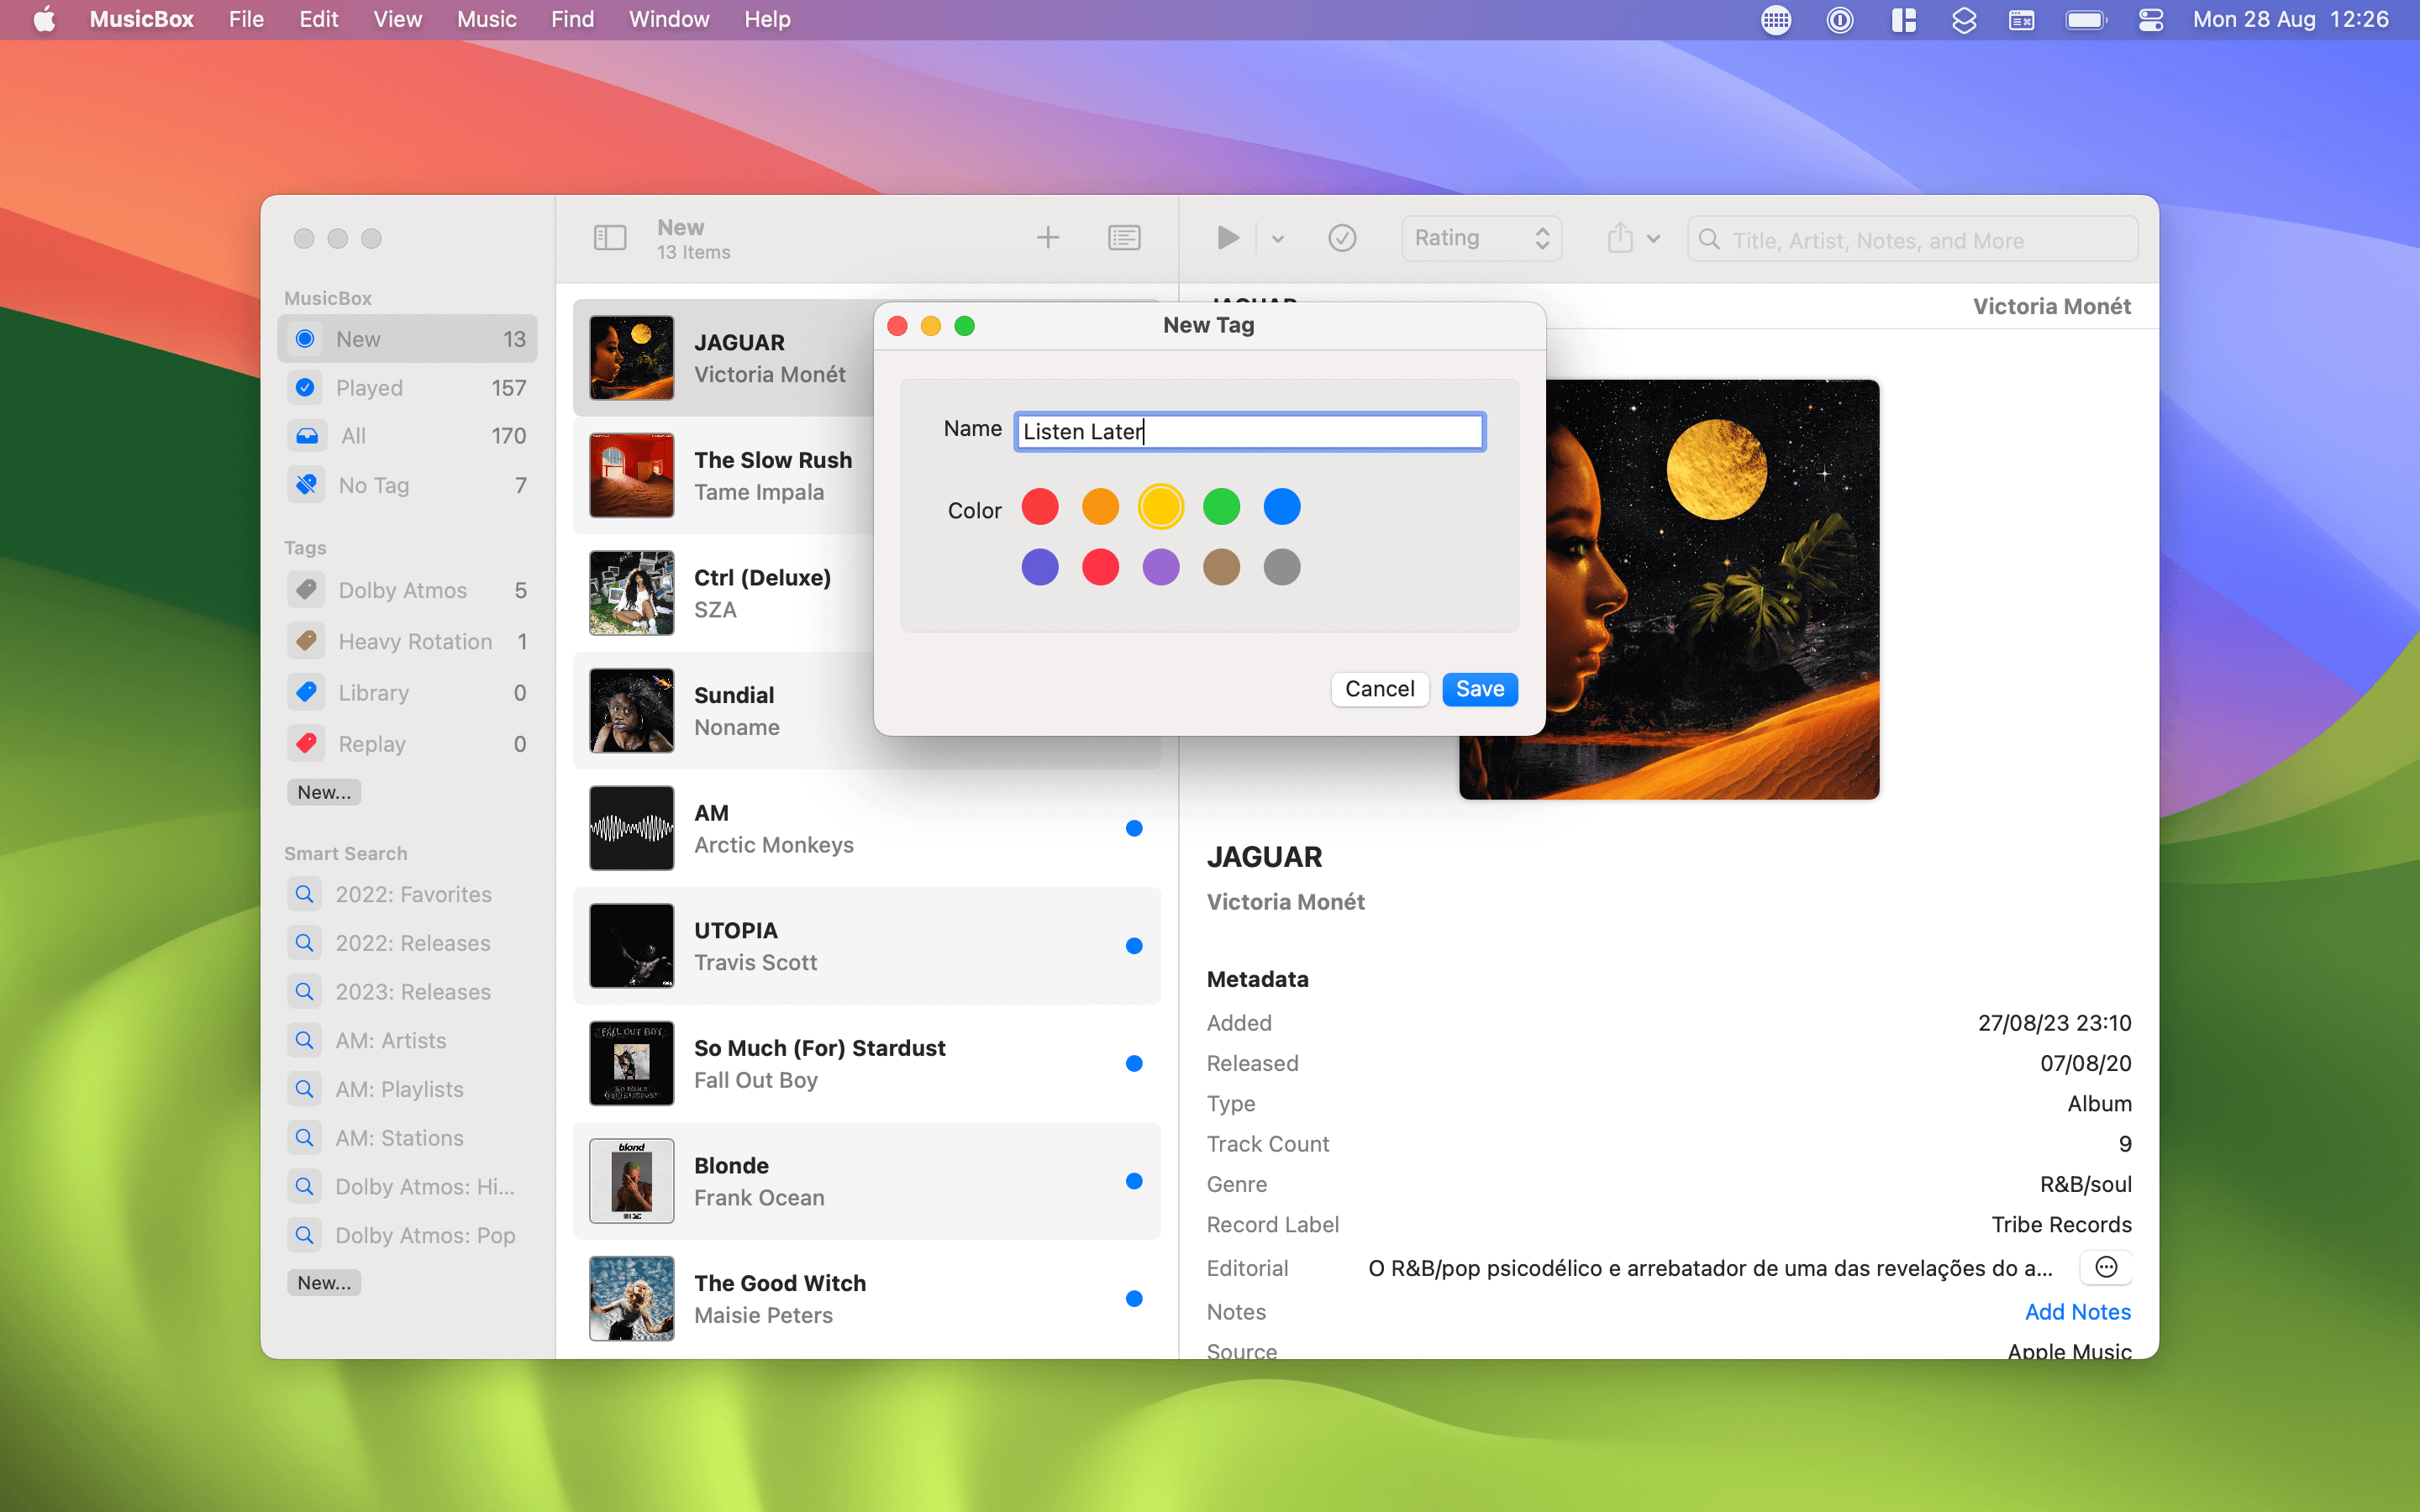 MusicBox File Edit View Music Find Window Help
Mon 28 Aug 12:26
New
13 Items
Rating
Title, Artist, Notes, and More
MusicBox
New 13
Played 157
All 170
No Tag 7
Tags
Dolby Atmos 5
Heavy Rotation 1
Library 0
Replay 0
New...
Smart Search
2022: Favorites
2022: Releases
2023: Releases
AM: Artists
AM: Playlists
AM: Stations
Dolby Atmos: Hi...
Dolby Atmos: Pop
New...
JAGUAR
Victoria Monét
The Slow Rush
Tame Impala
Ctrl (Deluxe)
SZA
Sundial
Noname
AM
Arctic Monkeys
UTOPIA
Travis Scott
FALL OUT BOY
So Much (For) Stardust
Fall Out Boy
blond
Blonde
Frank Ocean
The Good Witch
Maisie Peters
New Tag
Name Listen Later
Color
Cancel Save
JAGUAR
Victoria Monét
JAGUAR
Victoria Monét
Metadata
Added 27/08/23 23:10
Released 07/08/20
Type Album
Track Count 9
Genre R&B/soul
Record Label Tribe Records
Editorial O R&B/pop psicodélico e arrebatador de uma das revelações do a...
Notes Add Notes
Source Apple Music